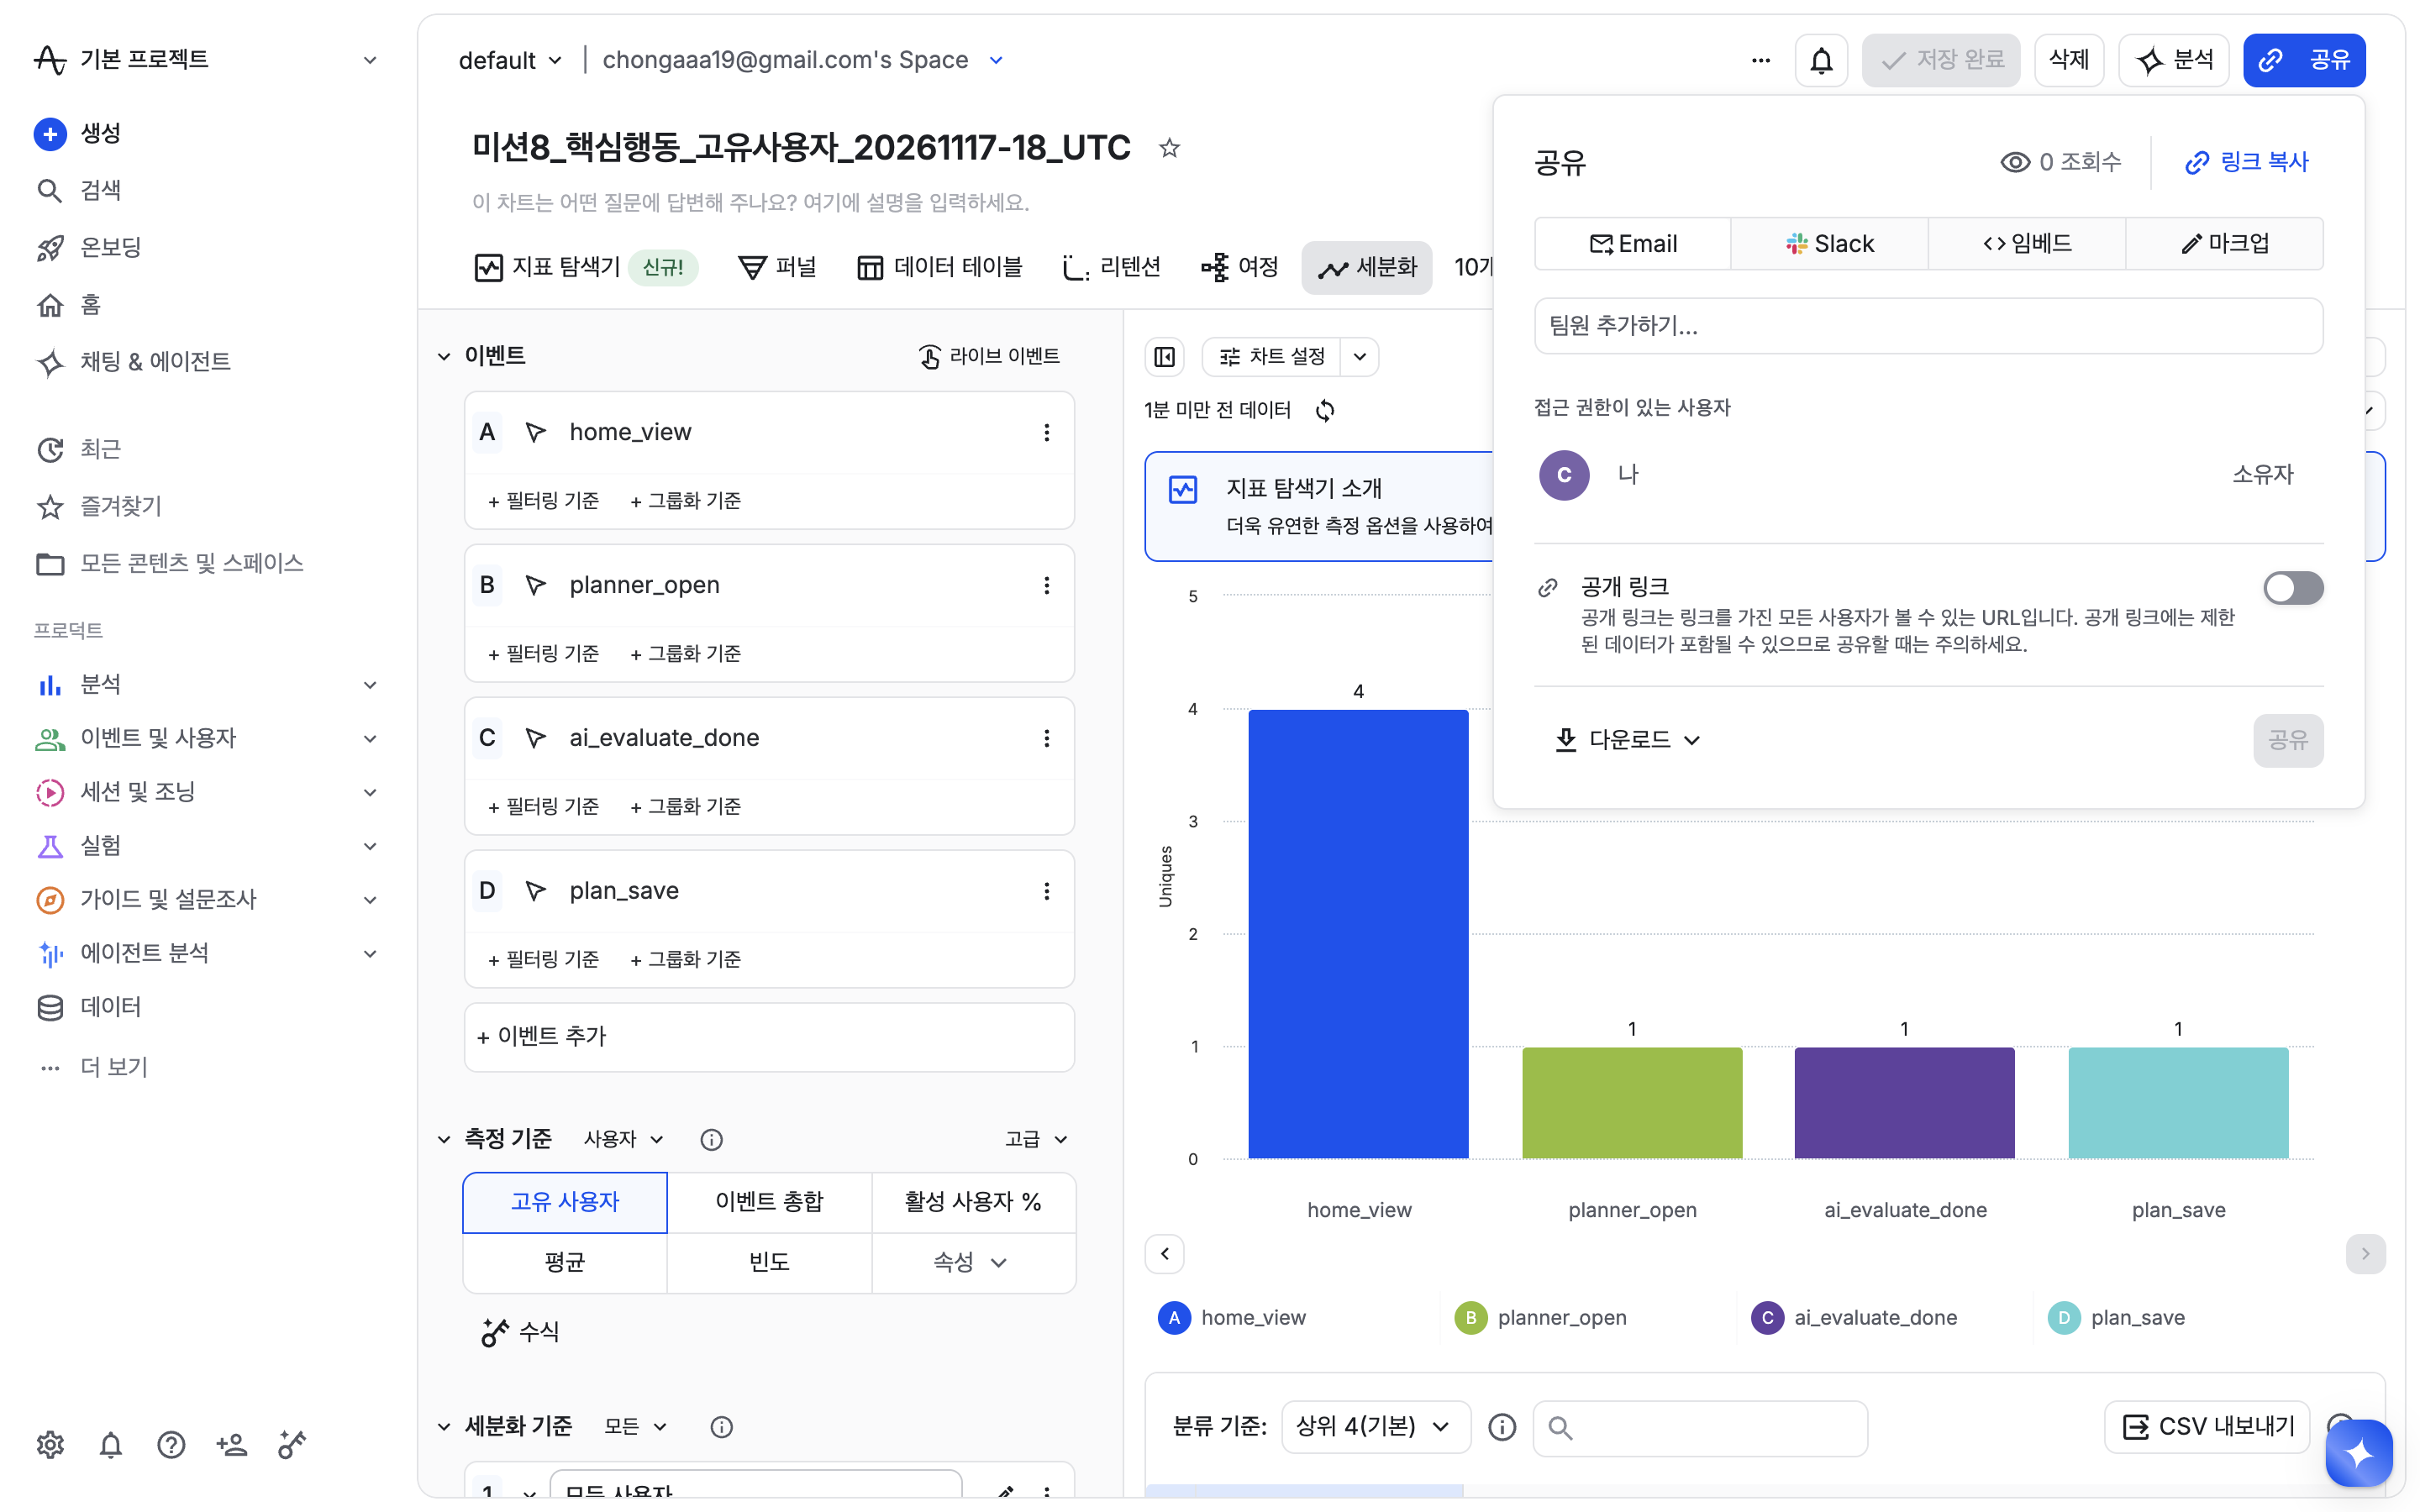 기본 프로젝트
생성
검색
온보딩
홈
채팅 & 에이전트
최근
즐겨찾기
모든 콘텐츠 및 스페이스
프로덕트
분석
이벤트 및 사용자
세션 및 조닝
실험
가이드 및 설문조사
에이전트 분석
데이터
더 보기
default
chongaaa19@gmail.com's Space
저장 완료
삭제
분석
공유
미션8_핵심행동_고유사용자_20261117-18_UTC
이 차트는 어떤 질문에 답변해 주나요? 여기에 설명을 입력하세요.
지표 탐색기 신규!
퍼널
데이터 테이블
리텐션
여정
세분화
이벤트
라이브 이벤트
A home_view
+ 필터링 기준 + 그룹화 기준
B planner_open
+ 필터링 기준 + 그룹화 기준
C ai_evaluate_done
+ 필터링 기준 + 그룹화 기준
D plan_save
+ 필터링 기준 + 그룹화 기준
+ 이벤트 추가
측정 기준 사용자 고급
고유 사용자 이벤트 총합 활성 사용자 %
평균 빈도 속성
수식
세분화 기준 모든
1 모든 사용자
차트 설정
1분 미만 전 데이터
지표 탐색기 소개
더욱 유연한 측정 옵션을 사용하여
공유
0 조회수
링크 복사
Email
Slack
<> 임베드
마크업
팀원 추가하기...
접근 권한이 있는 사용자
C 나 소유자
공개 링크
공개 링크는 링크를 가진 모든 사용자가 볼 수 있는 URL입니다. 공개 링크에는 제한
된 데이터가 포함될 수 있으므로 공유할 때는 주의하세요.
다운로드
공유
5
4
3
2
1
0
Uniques
4
1
1
1
home_view
planner_open
ai_evaluate_done
plan_save
A home_view
B planner_open
C ai_evaluate_done
D plan_save
분류 기준: 상위 4(기본)
CSV 내보내기